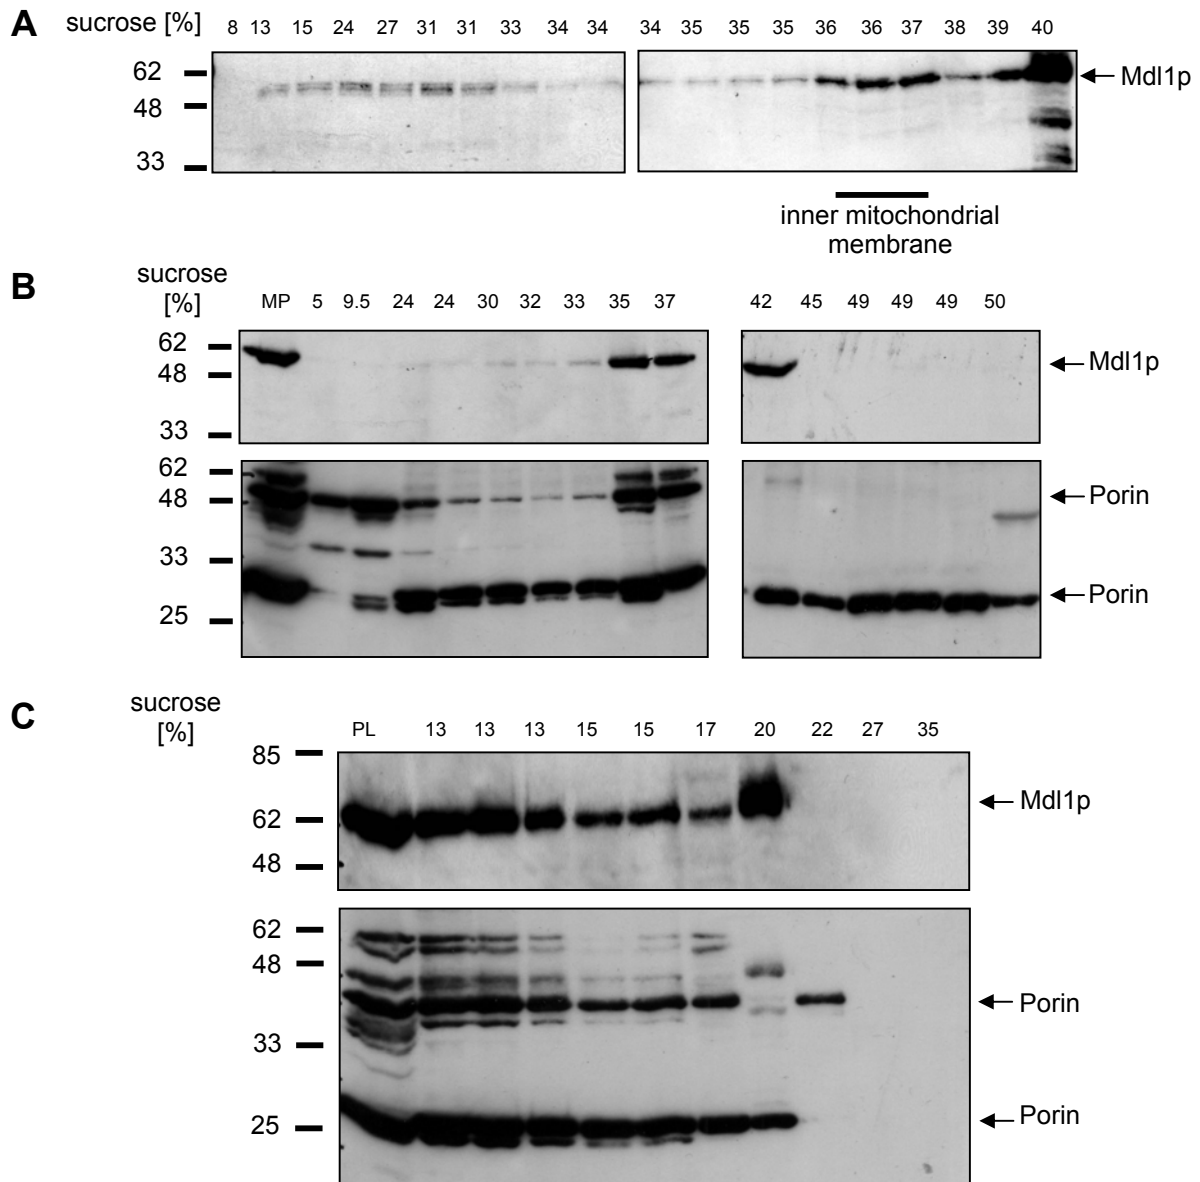 A
sucrose [%] 8 13 15 24 27 31 31 33 34 34 34 35 35 35 36 36 37 38 39 40
62
48
33
Mdl1p
inner mitochondrial
membrane
B
sucrose
[%]
MP 5 9.5 24 24 30 32 33 35 37 42 45 49 49 49 50
62
48
33
Mdl1p
62
48
33
25
Porin
Porin
C
sucrose
[%]
PL 13 13 13 15 15 17 20 22 27 35
85
62
48
Mdl1p
62
48
33
25
Porin
Porin